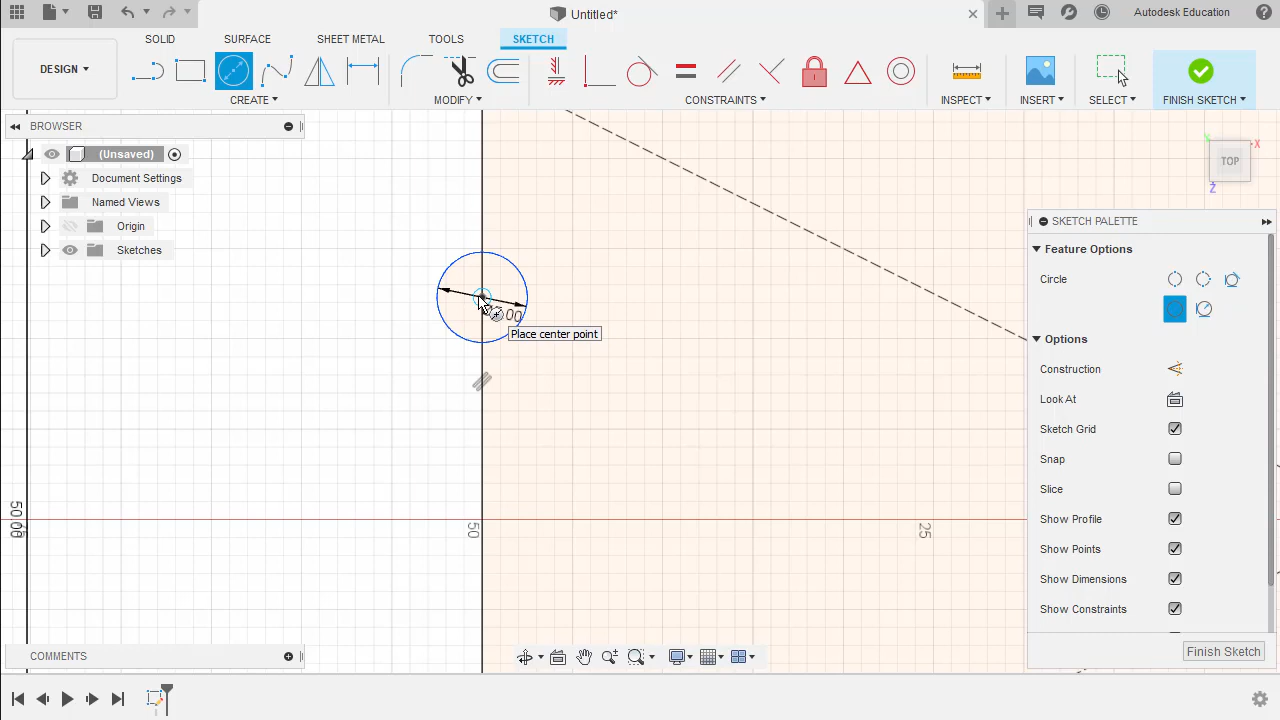 Untitled*
Autodesk Education
SOLID
SURFACE
SHEET METAL
TOOLS
SKETCH
DESIGN
CREATE
MODIFY
CONSTRAINTS
INSPECT
INSERT
SELECT
FINISH SKETCH
BROWSER
(Unsaved)
Document Settings
Named Views
Origin
Sketches
Y
X
TOP
Z
Place center point
50.00
50
25
SKETCH PALETTE
Feature Options
Circle
Options
Construction
Look At
Sketch Grid
Snap
Slice
Show Profile
Show Points
Show Dimensions
Show Constraints
Finish Sketch
COMMENTS